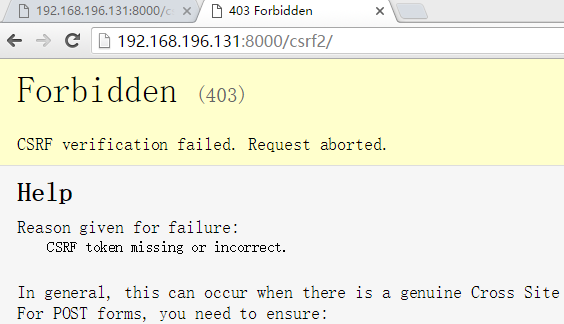 192.168.196.131:8000/c
403 Forbidden
192.168.196.131:8000/csrf2/
Forbidden (403)
CSRF verification failed. Request aborted.
Help
Reason given for failure:
CSRF token missing or incorrect.
In general, this can occur when there is a genuine Cross Site
For POST forms, you need to ensure: